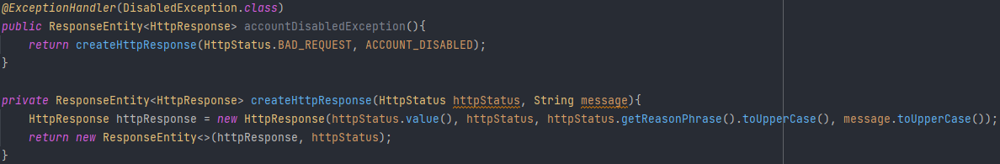 @ExceptionHandler(DisabledException.class)
public ResponseEntity<HttpResponse> accountDisabledException(){
    return createHttpResponse(HttpStatus.BAD_REQUEST, ACCOUNT_DISABLED);
}

private ResponseEntity<HttpResponse> createHttpResponse(HttpStatus httpStatus, String message){
    HttpResponse httpResponse = new HttpResponse(httpStatus.value(), httpStatus, httpStatus.getReasonPhrase().toUpperCase(), message.toUpperCase());
    return new ResponseEntity<>(httpResponse, httpStatus);
}